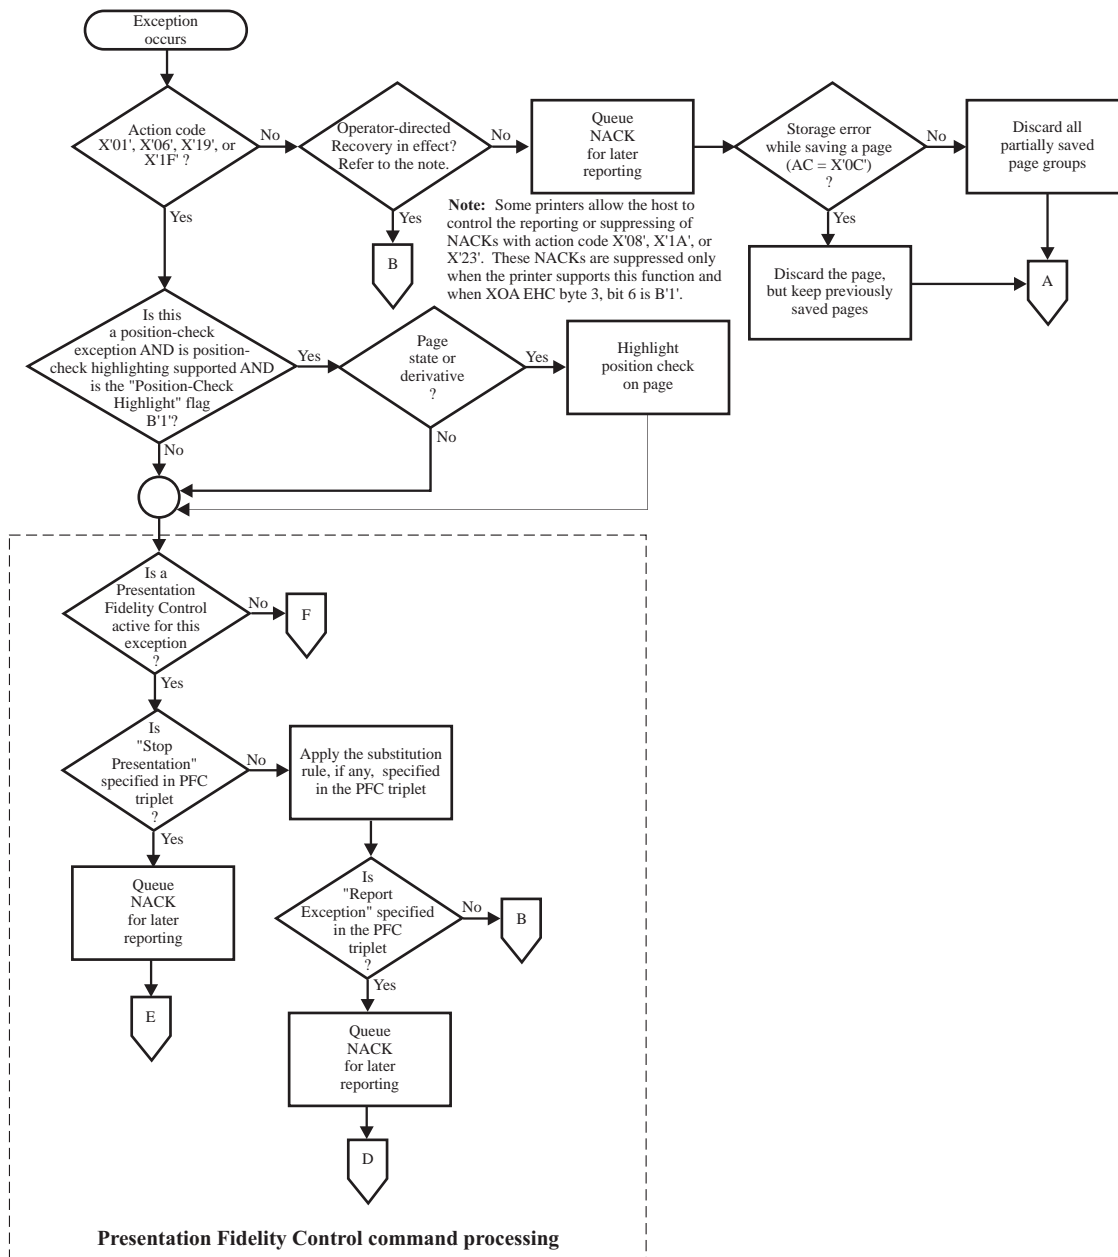 Exception
occurs
Action code
X'01', X'06', X'19', or
X'1F' ?
No
Yes
Operator-directed
Recovery in effect?
Refer to the note.
No
Yes
B
Queue
NACK
for later
reporting
Storage error
while saving a page
(AC = X'0C')
?
No
Yes
Discard all
partially saved
page groups
Note: Some printers allow the host to
control the reporting or suppressing of
NACKs with action code X'08', X'1A', or
X'23'. These NACKs are suppressed only
when the printer supports this function and
when XOA EHC byte 3, bit 6 is B'1'.
Discard the page,
but keep previously
saved pages
A
Is this
a position-check
exception AND is position-
check highlighting supported AND
is the "Position-Check
Highlight" flag
B'1'?
Yes
No
Page
state or
derivative
?
Yes
No
Highlight
position check
on page
Is a
Presentation
Fidelity Control
active for this
exception
?
No
Yes
F
Is
"Stop
Presentation"
specified in PFC
triplet
?
No
Yes
Apply the substitution
rule, if any, specified
in the PFC triplet
Queue
NACK
for later
reporting
E
Is
"Report
Exception" specified
in the PFC
triplet
?
No
Yes
B
Queue
NACK
for later
reporting
D
Presentation Fidelity Control command processing